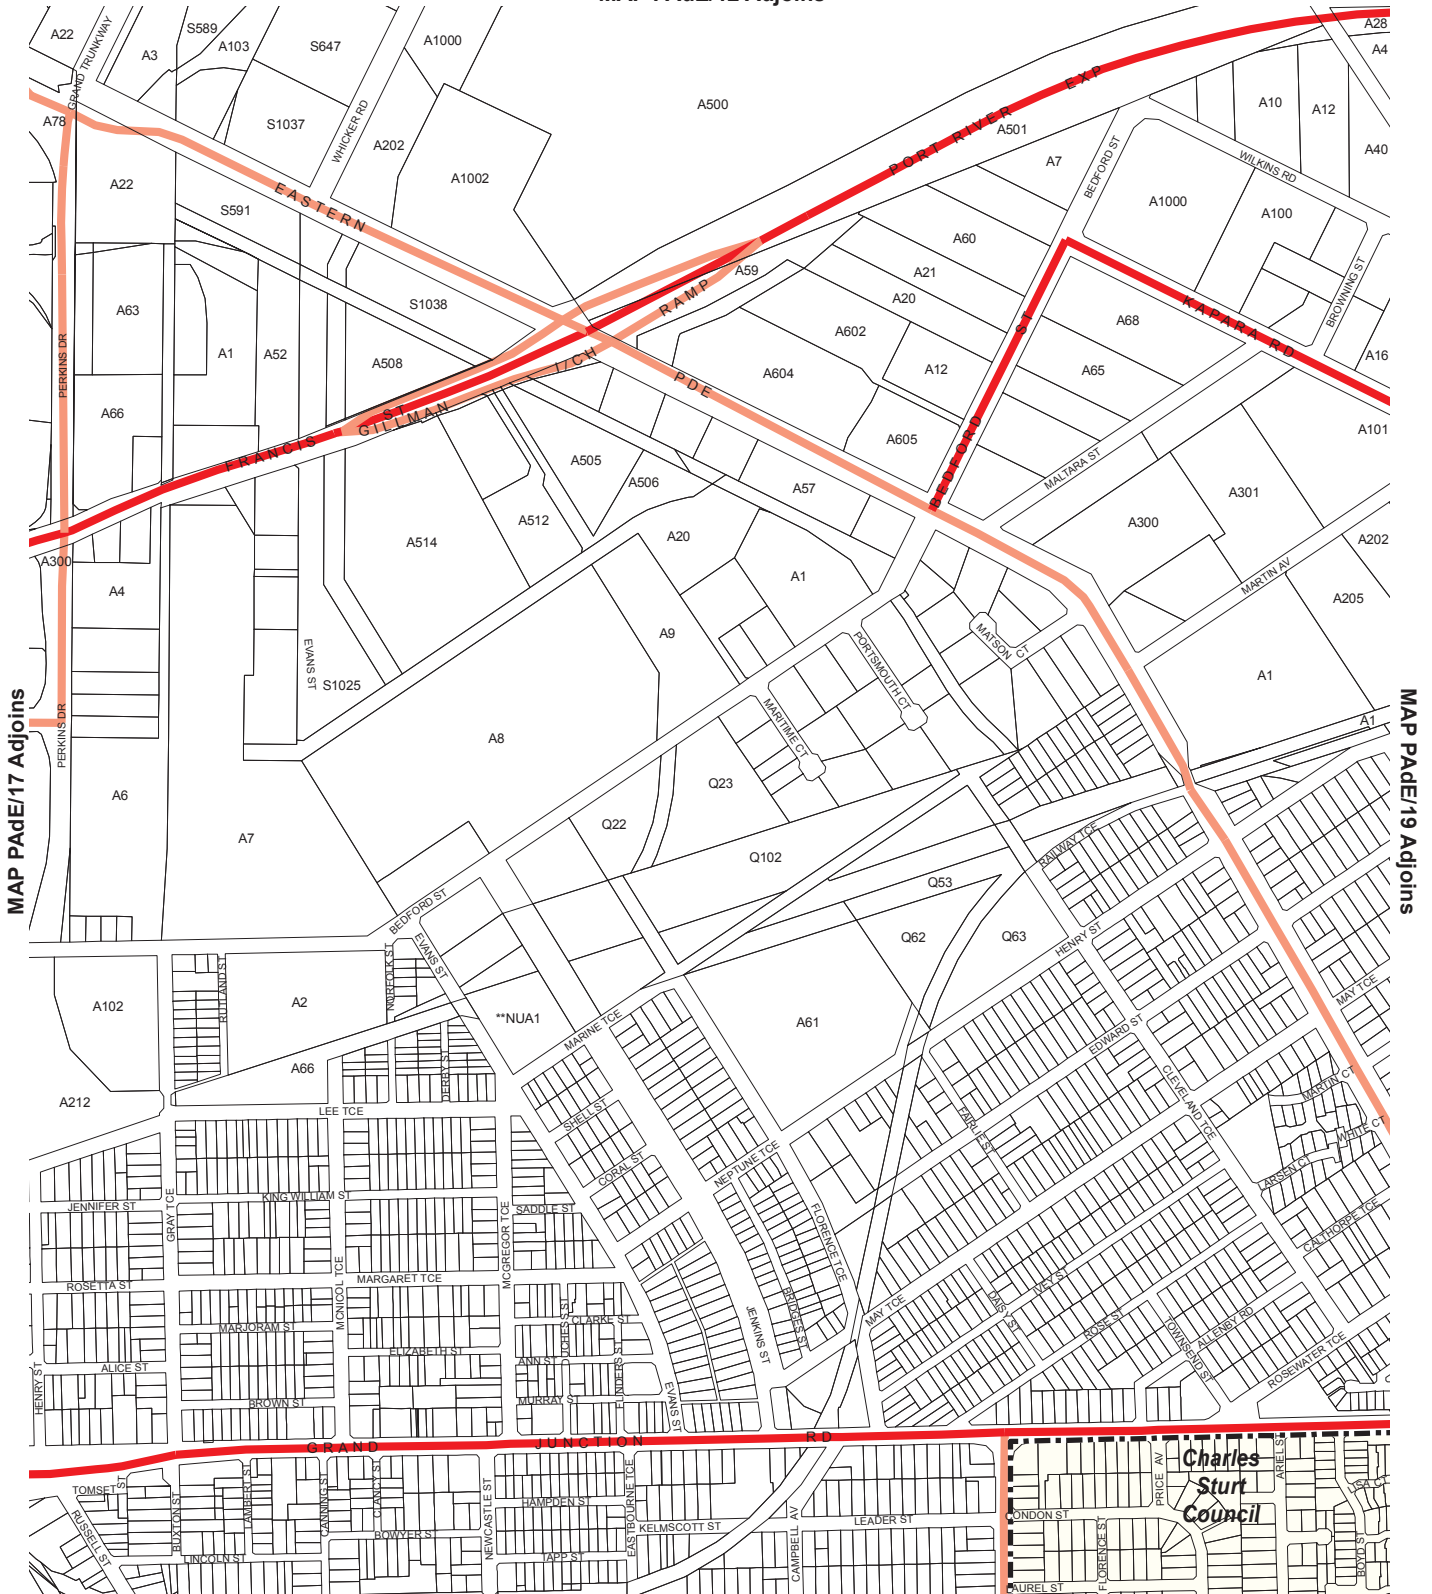 A22
GRAND TRUNKWAY
A3
S589
A103
S647
A1000
A28
A4
A500
PORT RIVER EXP
A10
A12
A501
A78
S1037
WHICKER RD
A202
A7
BEDFORD ST
WILKINS RD
A40
A22
A1002
A1000
A100
S591
EASTERN
A60
A59
A21
A20
RAMP
BROWNING ST
A63
S1038
A602
ST
A68
KAPARA RD
A1
A52
A508
I/CH
A604
A12
A65
A16
PERKINS DR
PDE
A66
ST
GILLMAN
FRANCIS
A605
BEDFORD
A101
A505
A506
A57
MALTARA ST
A301
A512
A300
A514
A20
A202
A300
A4
A1
MARTIN AV
A205
A9
PORTSMOUTH CT
MATSON CT
EVANS ST
S1025
A1
MARITIME CT
A1
PERKINS DR
A8
Q23
A6
Q22
A7
Q102
RAILWAY TCE
Q53
BEDFORD ST
EVANS ST
Q62
Q63
HENRY ST
NORFOLK ST
RUTLAND ST
A102
A2
**NUA1
A61
MARINE TCE
MAY TCE
EDWARD ST
A66
DERBY ST
CLEVELAND TCE
MARTIN CT
A212
LEE TCE
SHELL ST
FAIRLIE ST
WHITE CT
CORAL ST
NEPTUNE TCE
ARSEN CT
JENNIFER ST
KING WILLIAM ST
GRAY TCE
SADDLE ST
MCGREGOR TCE
FLORENCE TCE
CALTHORPE TCE
ROSETTA ST
MARGARET TCE
MCNICOL TCE
IVEY ST
DAISY ST
MAY TCE
BRIDGES ST
JENKINS ST
MARJORAM ST
DUCHESS ST
CLARKE ST
ROSE ST
TOWNSEND ST
ALLENBY RD
ROSEWATER TCE
ALICE ST
ELIZABETH ST
ANN ST
FLINDERS ST
HENRY ST
BROWN ST
MURRAY ST
EVANS ST
GRAND JUNCTION RD
Charles
Sturt
Council
PRICE AV
ARIEL ST
TOMSET ST
BUXTON ST
LAMBERT ST
CANNING ST
CLANCY ST
NEWCASTLE ST
HAMPDEN ST
EASTBOURNE TCE
CAMPBELL AV
RUSSELL ST
BOWYER ST
KELMSCOTT ST
LEADER ST
FLORENCE ST
LINCOLN ST
TAPP ST
MAP PAdE/17 Adjoins
MAP PAdE/19 Adjoins